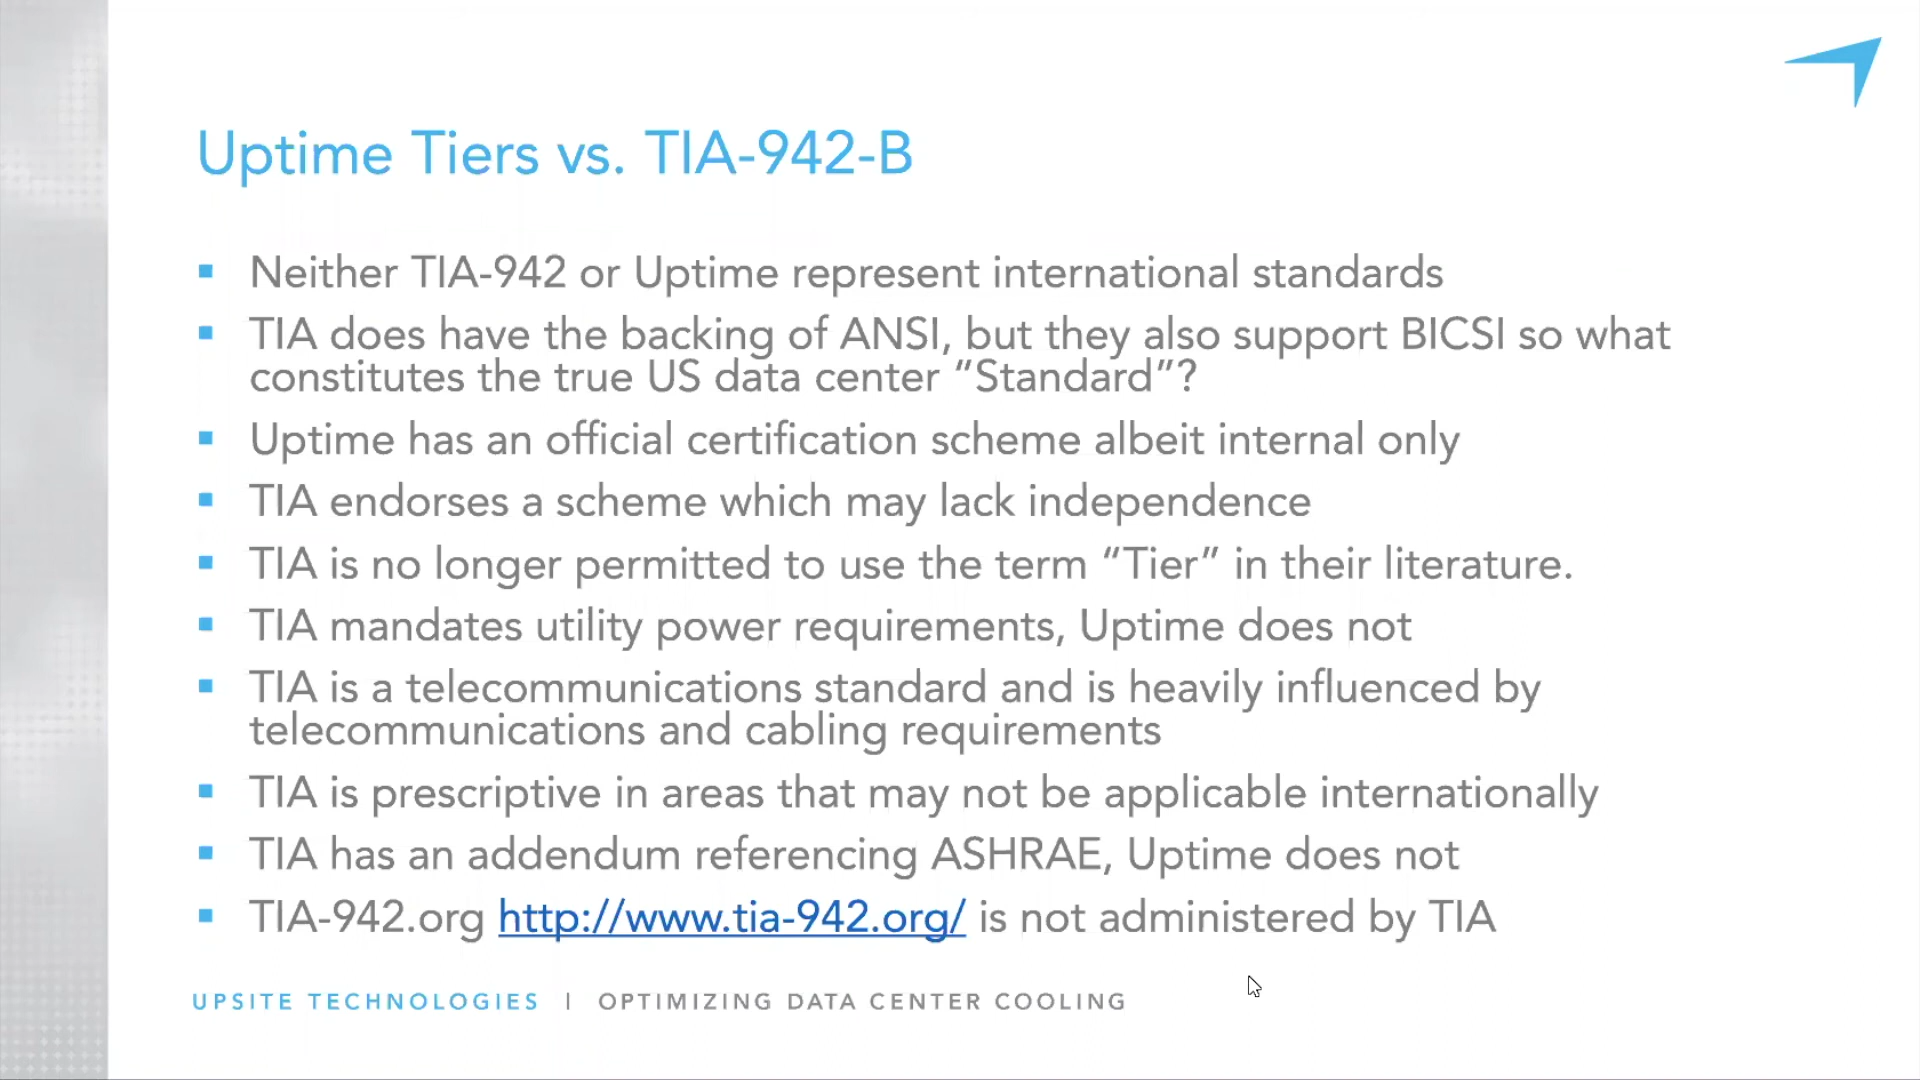 Uptime Tiers vs. TIA-942-B
Neither TIA-942 or Uptime represent international standards
TIA does have the backing of ANSI, but they also support BICSI so what
constitutes the true US data center “Standard”?
Uptime has an official certification scheme albeit internal only
TIA endorses a scheme which may lack independence
TIA is no longer permitted to use the term “Tier” in their literature.
TIA mandates utility power requirements, Uptime does not
TIA is a telecommunications standard and is heavily influenced by
telecommunications and cabling requirements
TIA is prescriptive in areas that may not be applicable internationally
TIA has an addendum referencing ASHRAE, Uptime does not
TIA-942.org http://www.tia-942.org/ is not administered by TIA
UPSITE TECHNOLOGIES | OPTIMIZING DATA CENTER COOLING